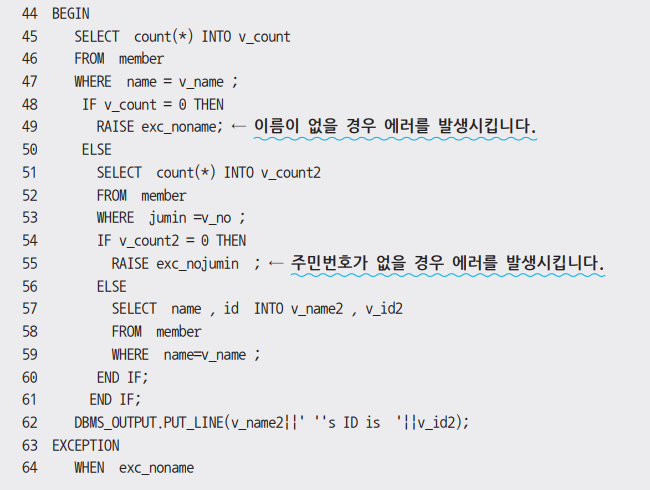 44 BEGIN
45 SELECT count(*) INTO v_count
46 FROM member
47 WHERE name = v_name ;
48 IF v_count = 0 THEN
49 RAISE exc_noname; ← 이름이 없을 경우 에러를 발생시킵니다.
50 ELSE
51 SELECT count(*) INTO v_count2
52 FROM member
53 WHERE jumin =v_no ;
54 IF v_count2 = 0 THEN
55 RAISE exc_nojumin ; ← 주민번호가 없을 경우 에러를 발생시킵니다.
56 ELSE
57 SELECT name , id INTO v_name2 , v_id2
58 FROM member
59 WHERE name=v_name ;
60 END IF;
61 END IF;
62 DBMS_OUTPUT.PUT_LINE(v_name2||' ''s ID is '||v_id2);
63 EXCEPTION
64 WHEN exc_noname